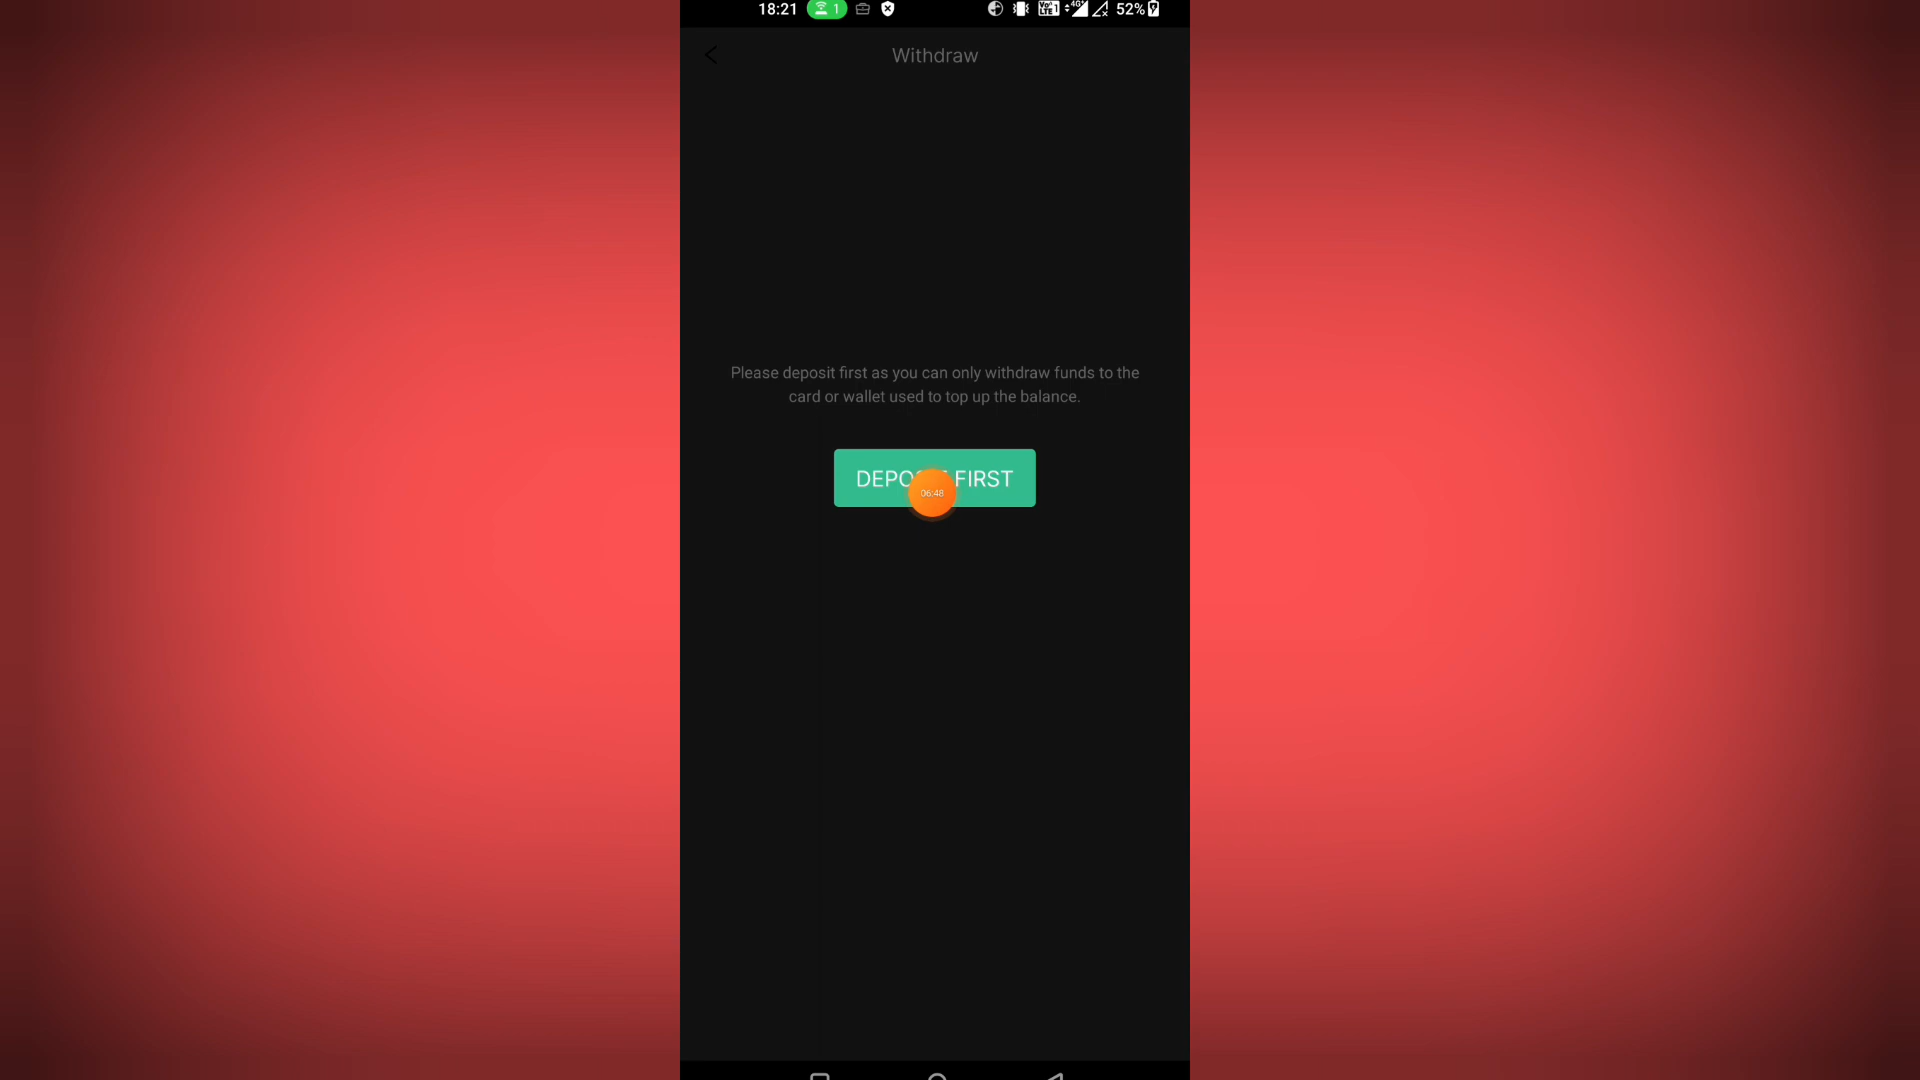 18:21 1 52%
Withdraw
Please deposit first as you can only withdraw funds to the
card or wallet used to top up the balance.
FIRST
06:48